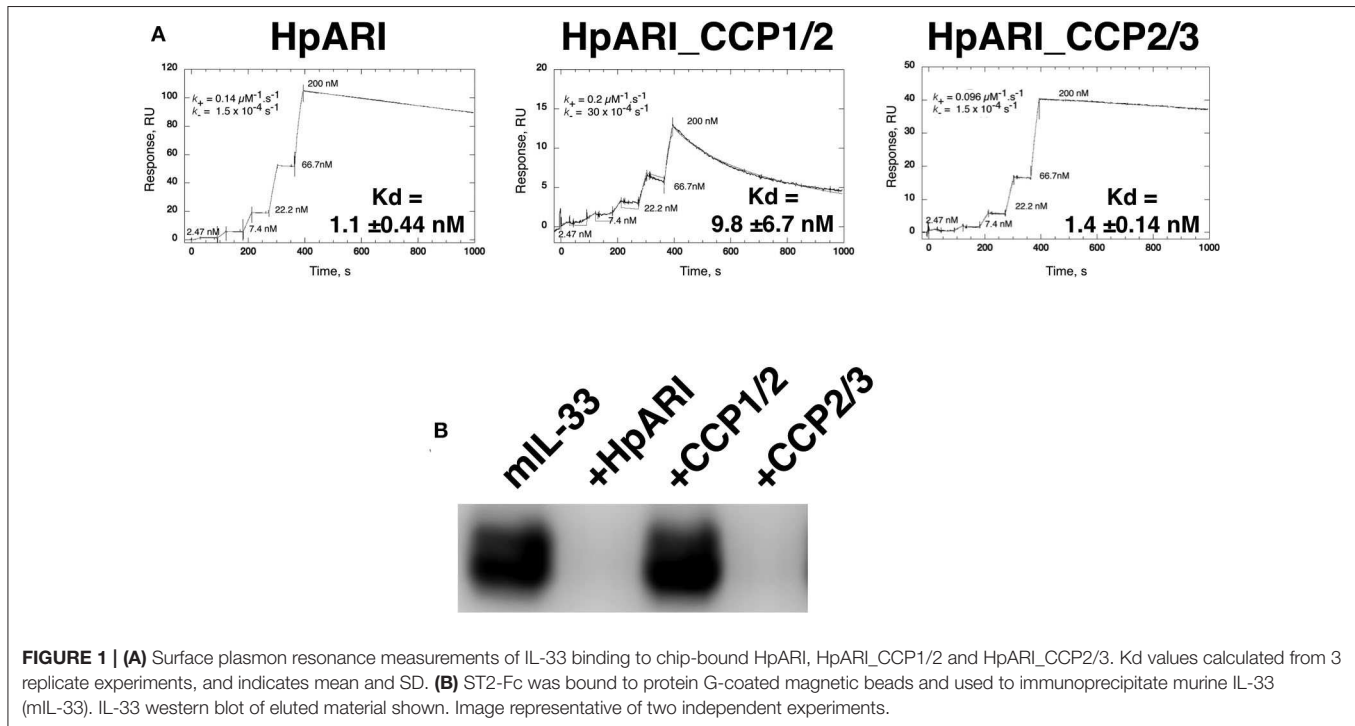 A
HpARI
120
100
80
60
40
20
0
Response, RU
k₊ = 0.14 µM⁻¹.s⁻¹
k₋ = 1.5 x 10⁻⁴ s⁻¹
200 nM
66.7nM
22.2 nM
7.4 nM
2.47 nM
Kd =
1.1 ±0.44 nM
0 200 400 600 800 1000
Time, s
HpARI_CCP1/2
20
15
10
5
0
Response, RU
k₊ = 0.2 µM⁻¹.s⁻¹
k₋ = 30 x 10⁻⁴ s⁻¹
200 nM
66.7nM
22.2 nM
7.4 nM
2.47 nM
Kd =
9.8 ±6.7 nM
0 200 400 600 800 1000
Time, s
HpARI_CCP2/3
50
40
30
20
10
0
Response, RU
k₊ = 0.096 µM⁻¹.s⁻¹
k₋ = 1.5 x 10⁻⁴ s⁻¹
200 nM
66.7nM
22.2 nM
7.4 nM
2.47 nM
Kd =
1.4 ±0.14 nM
0 200 400 600 800 1000
Time, s
B
mIL-33
+HpARI
+CCP1/2
+CCP2/3
FIGURE 1 | (A) Surface plasmon resonance measurements of IL-33 binding to chip-bound HpARI, HpARI_CCP1/2 and HpARI_CCP2/3. Kd values calculated from 3
replicate experiments, and indicates mean and SD. (B) ST2-Fc was bound to protein G-coated magnetic beads and used to immunoprecipitate murine IL-33
(mIL-33). IL-33 western blot of eluted material shown. Image representative of two independent experiments.